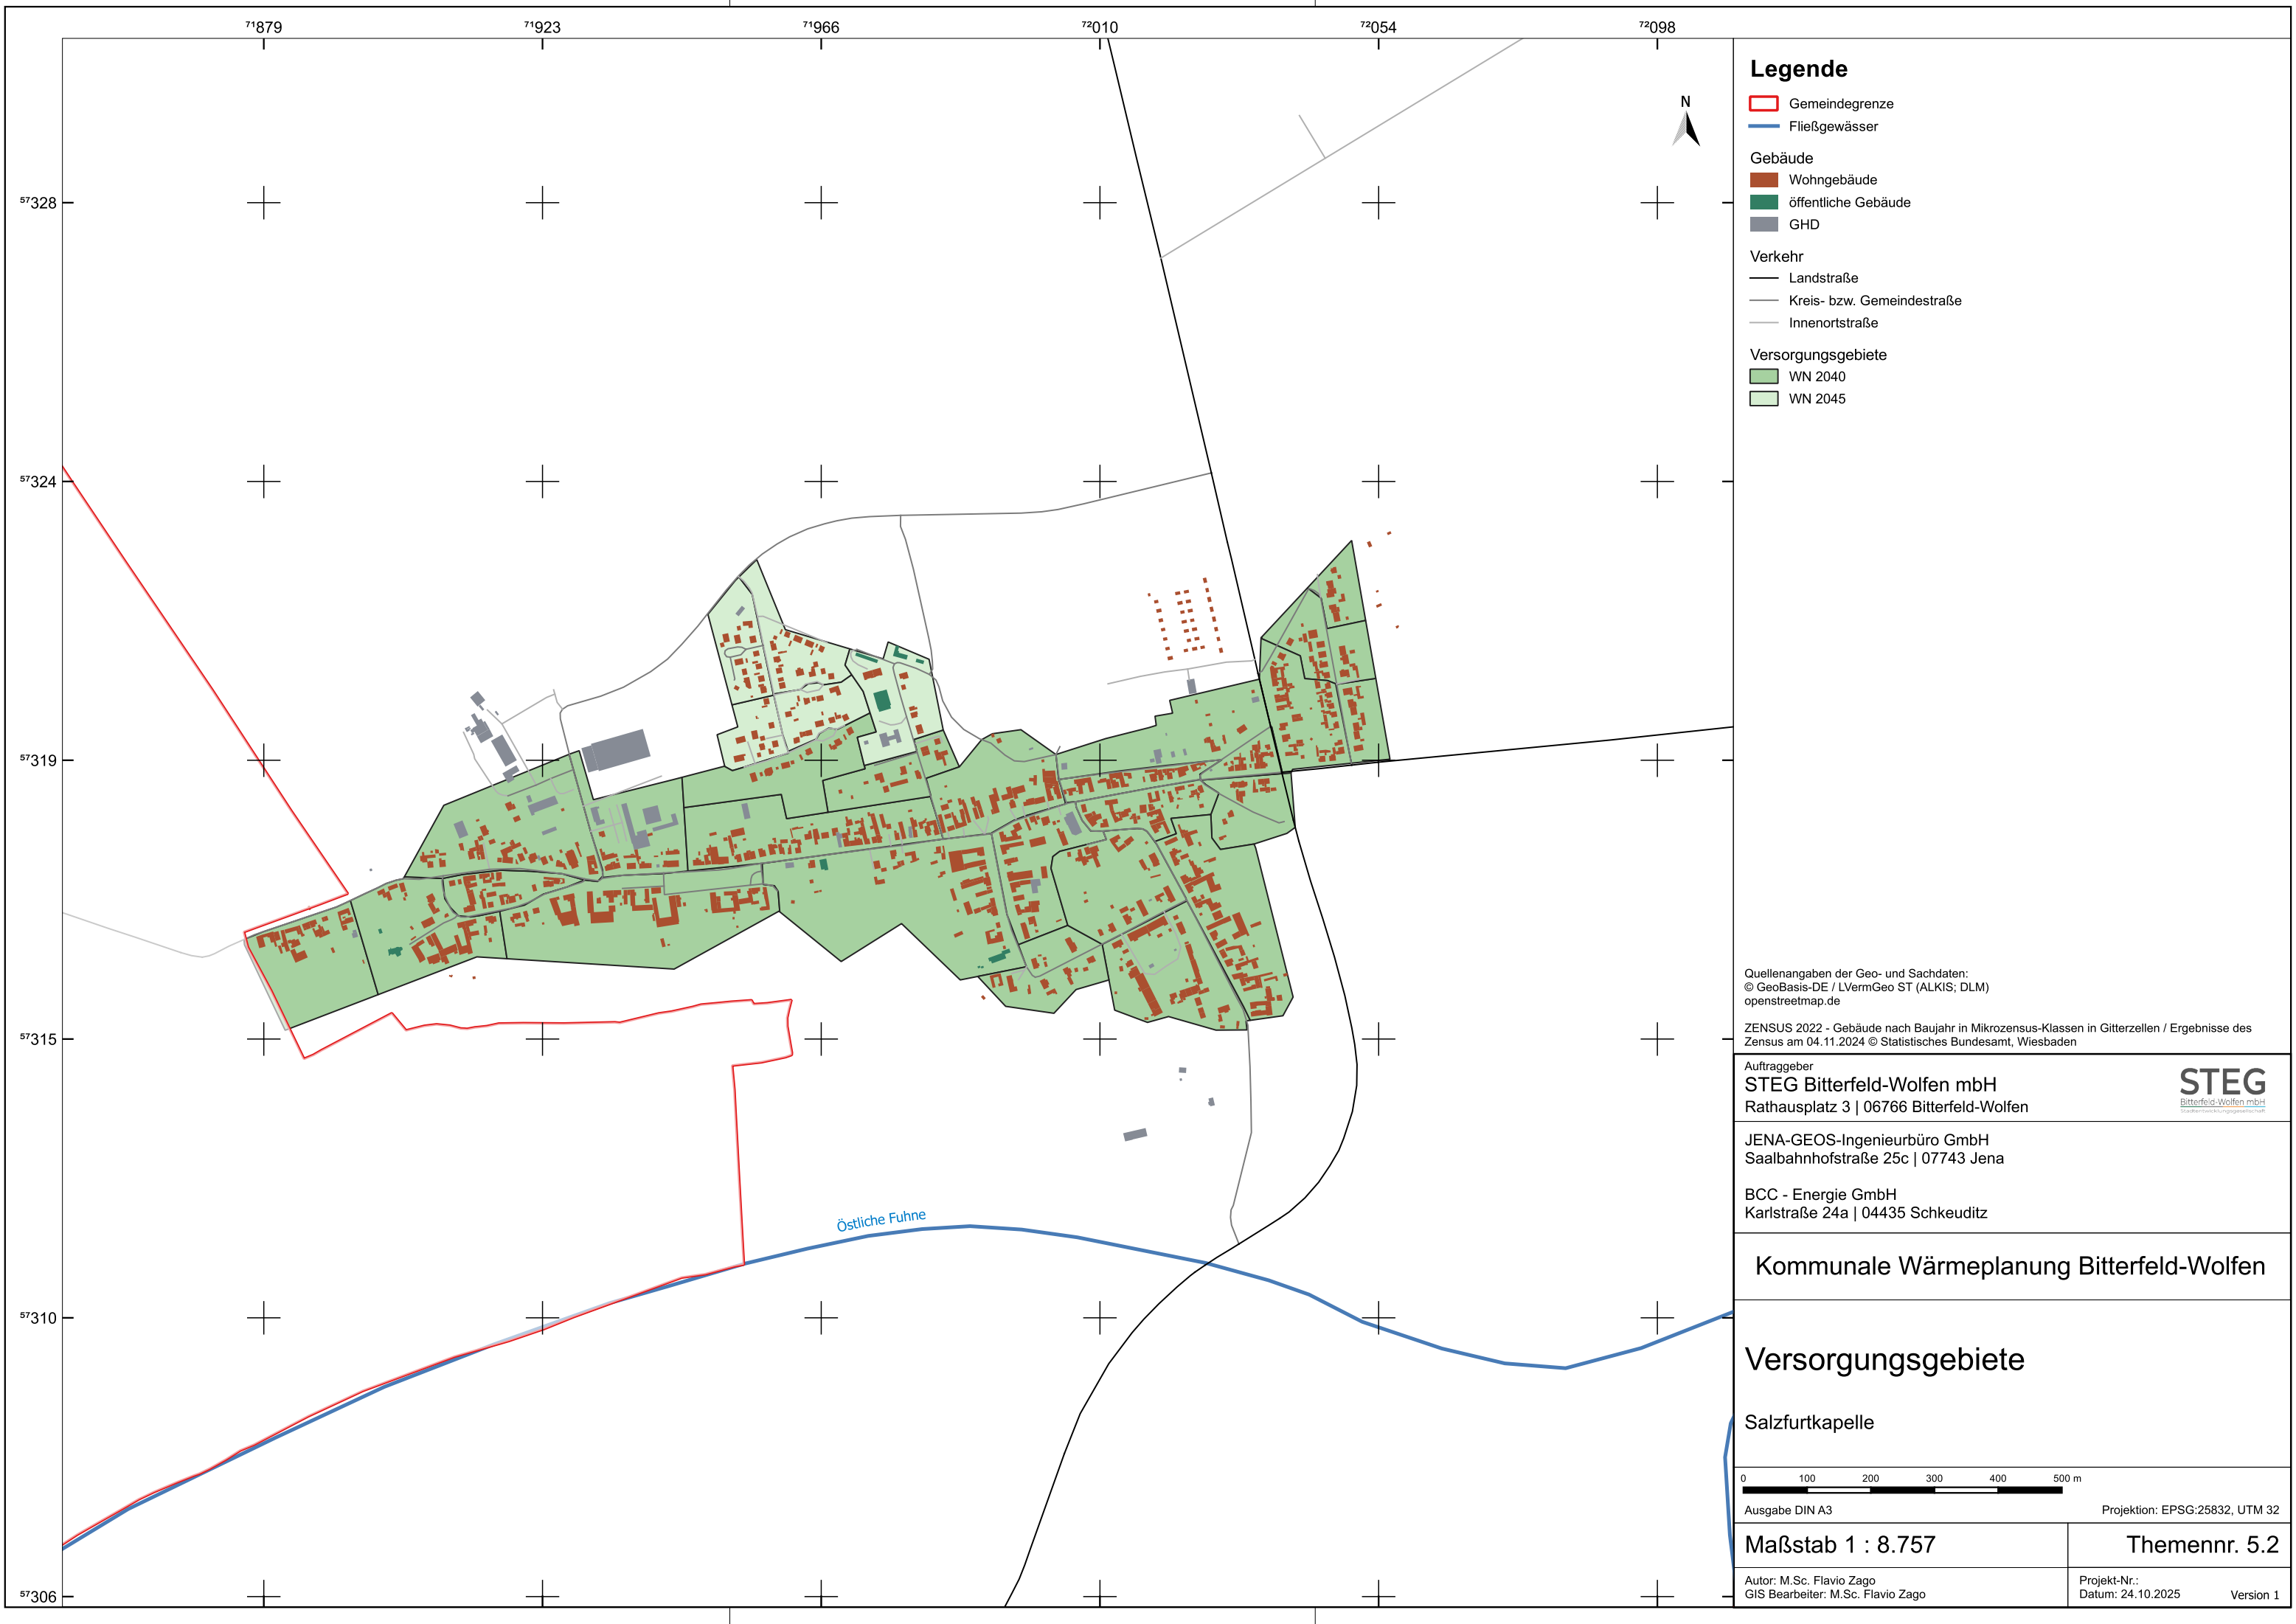 71879 71923 71966 72010 72054 72098
57328
57324
57319
57315
57310
57306
N
Östliche Fuhne
Legende
Gemeindegrenze
Fließgewässer
Gebäude
Wohngebäude
öffentliche Gebäude
GHD
Verkehr
Landstraße
Kreis- bzw. Gemeindestraße
Innenortstraße
Versorgungsgebiete
WN 2040
WN 2045
Quellenangaben der Geo- und Sachdaten:
© GeoBasis-DE / LVermGeo ST (ALKIS; DLM)
openstreetmap.de
ZENSUS 2022 - Gebäude nach Baujahr in Mikrozensus-Klassen in Gitterzellen / Ergebnisse des
Zensus am 04.11.2024 © Statistisches Bundesamt, Wiesbaden
Auftraggeber
STEG Bitterfeld-Wolfen mbH
Rathausplatz 3 | 06766 Bitterfeld-Wolfen
STEG
Bitterfeld-Wolfen mbH
Stadtentwicklungsgesellschaft
JENA-GEOS-Ingenieurbüro GmbH
Saalbahnhofstraße 25c | 07743 Jena
BCC - Energie GmbH
Karlstraße 24a | 04435 Schkeuditz
Kommunale Wärmeplanung Bitterfeld-Wolfen
Versorgungsgebiete
Salzfurtkapelle
0 100 200 300 400 500 m
Ausgabe DIN A3 Projektion: EPSG:25832, UTM 32
Maßstab 1 : 8.757 Themennr. 5.2
Autor: M.Sc. Flavio Zago Projekt-Nr.:
GIS Bearbeiter: M.Sc. Flavio Zago Datum: 24.10.2025 Version 1